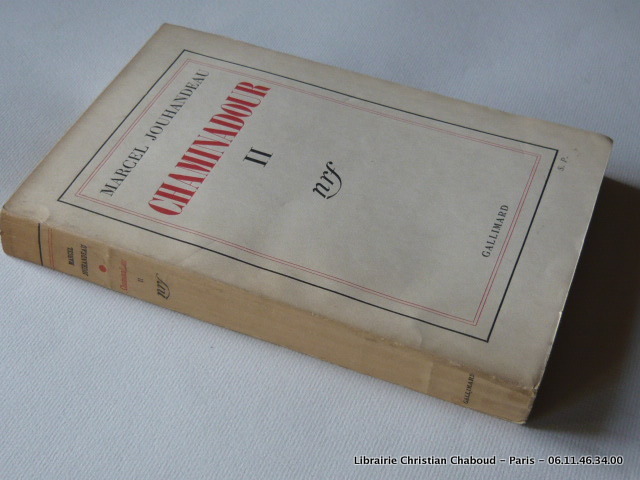 MARCEL JOUHANDEAU
CHAMINADOUR
II
nrf
GALLIMARD
S. P.
MARCEL
JOUHANDEAU
Chaminadour
II
nrf
GALLIMARD
Librairie Christian Chaboud - Paris - 06.11.46.34.00